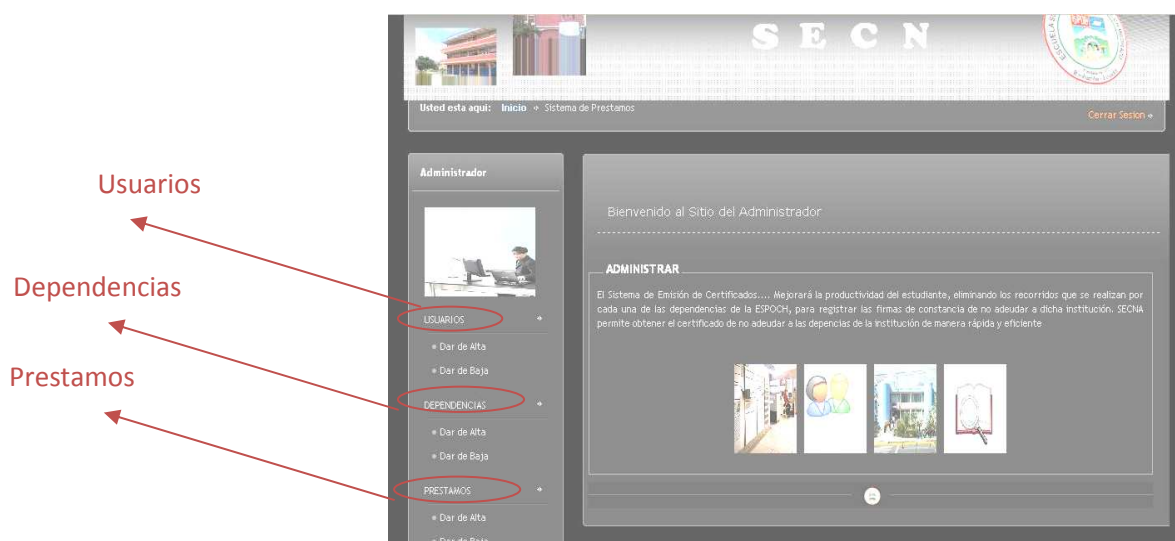 SECN
Usted esta aqui: Inicio → Sistema de Prestamos
Cerrar Sesion →
Usuarios
Dependencias
Prestamos
Administrador
USUARIOS
Dar de Alta
Dar de Baja
DEPENDENCIAS
Dar de Alta
Dar de Baja
PRESTAMOS
Dar de Alta
Dar de Baja
Bienvenido al Sitio del Administrador
ADMINISTRAR
El Sistema de Emisión de Certificados.... Mejorará la productividad del estudiante, eliminando los recorridos que se realizan por
cada una de las dependencias de la ESPOCH, para registrar las firmas de constancia de no adeudar a dicha institución. SECNA
permite obtener el certificado de no adeudar a las depencias de la institución de manera rápida y eficiente